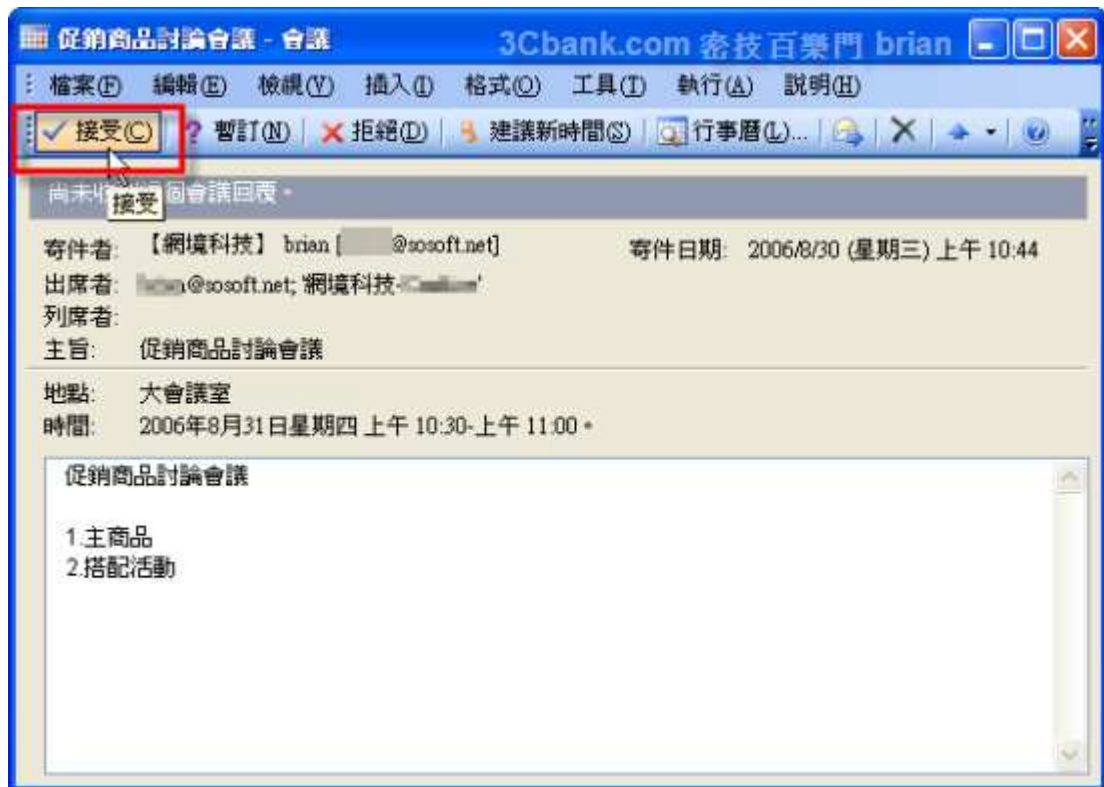 促銷商品討論會議 - 會議
3Cbank.com 密技百樂門 brian
檔案(F) 編輯(E) 檢視(V) 插入(I) 格式(O) 工具(T) 執行(A) 說明(H)
接受(C) 暫訂(N) 拒絕(D) 建議新時間(S) 行事曆(L)...
尚未收 個會議回覆。
接受
寄件者: 【網境科技】 brian [ @sosoft.net] 寄件日期: 2006/8/30 (星期三) 上午 10:44
出席者: @sosoft.net; '網境科技-
列席者:
主旨: 促銷商品討論會議
地點: 大會議室
時間: 2006年8月31日星期四 上午 10:30-上午 11:00。
促銷商品討論會議
1.主商品
2.搭配活動